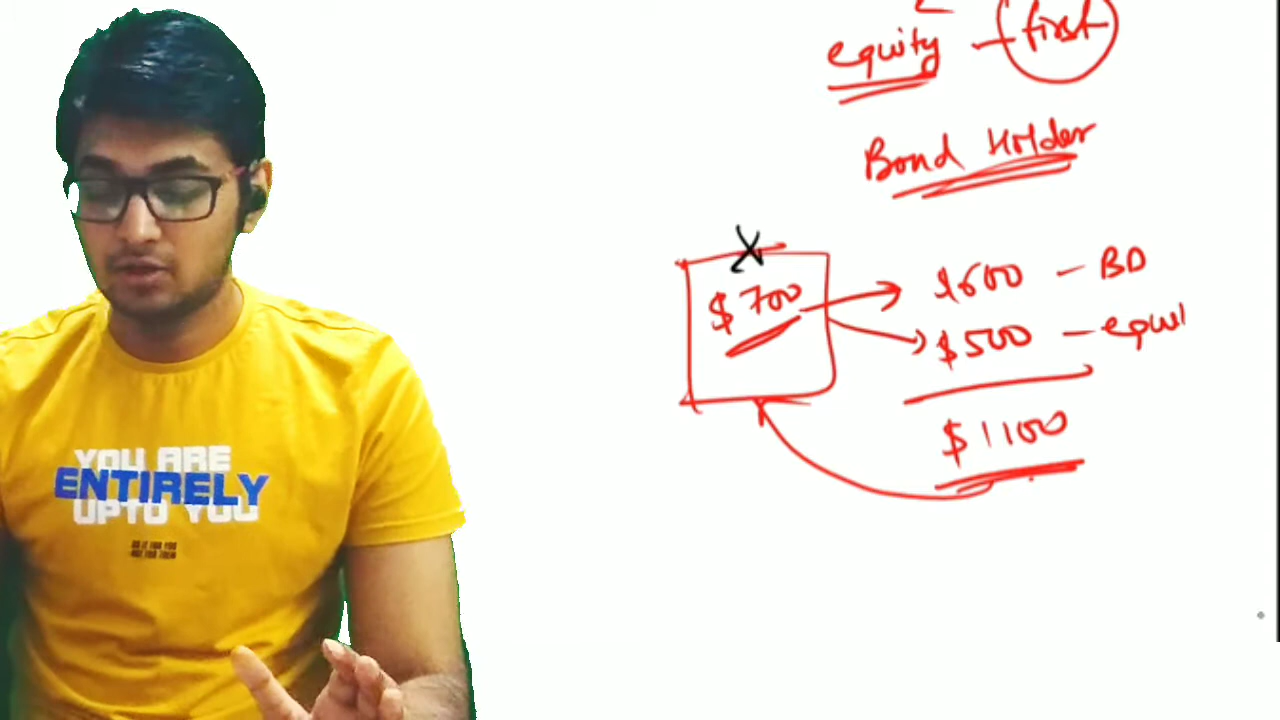 equity - first
Bond Holder
X
$700
$600 - BD
$500 - equi
$1100
YOU ARE
ENTIRELY
UPTO YOU